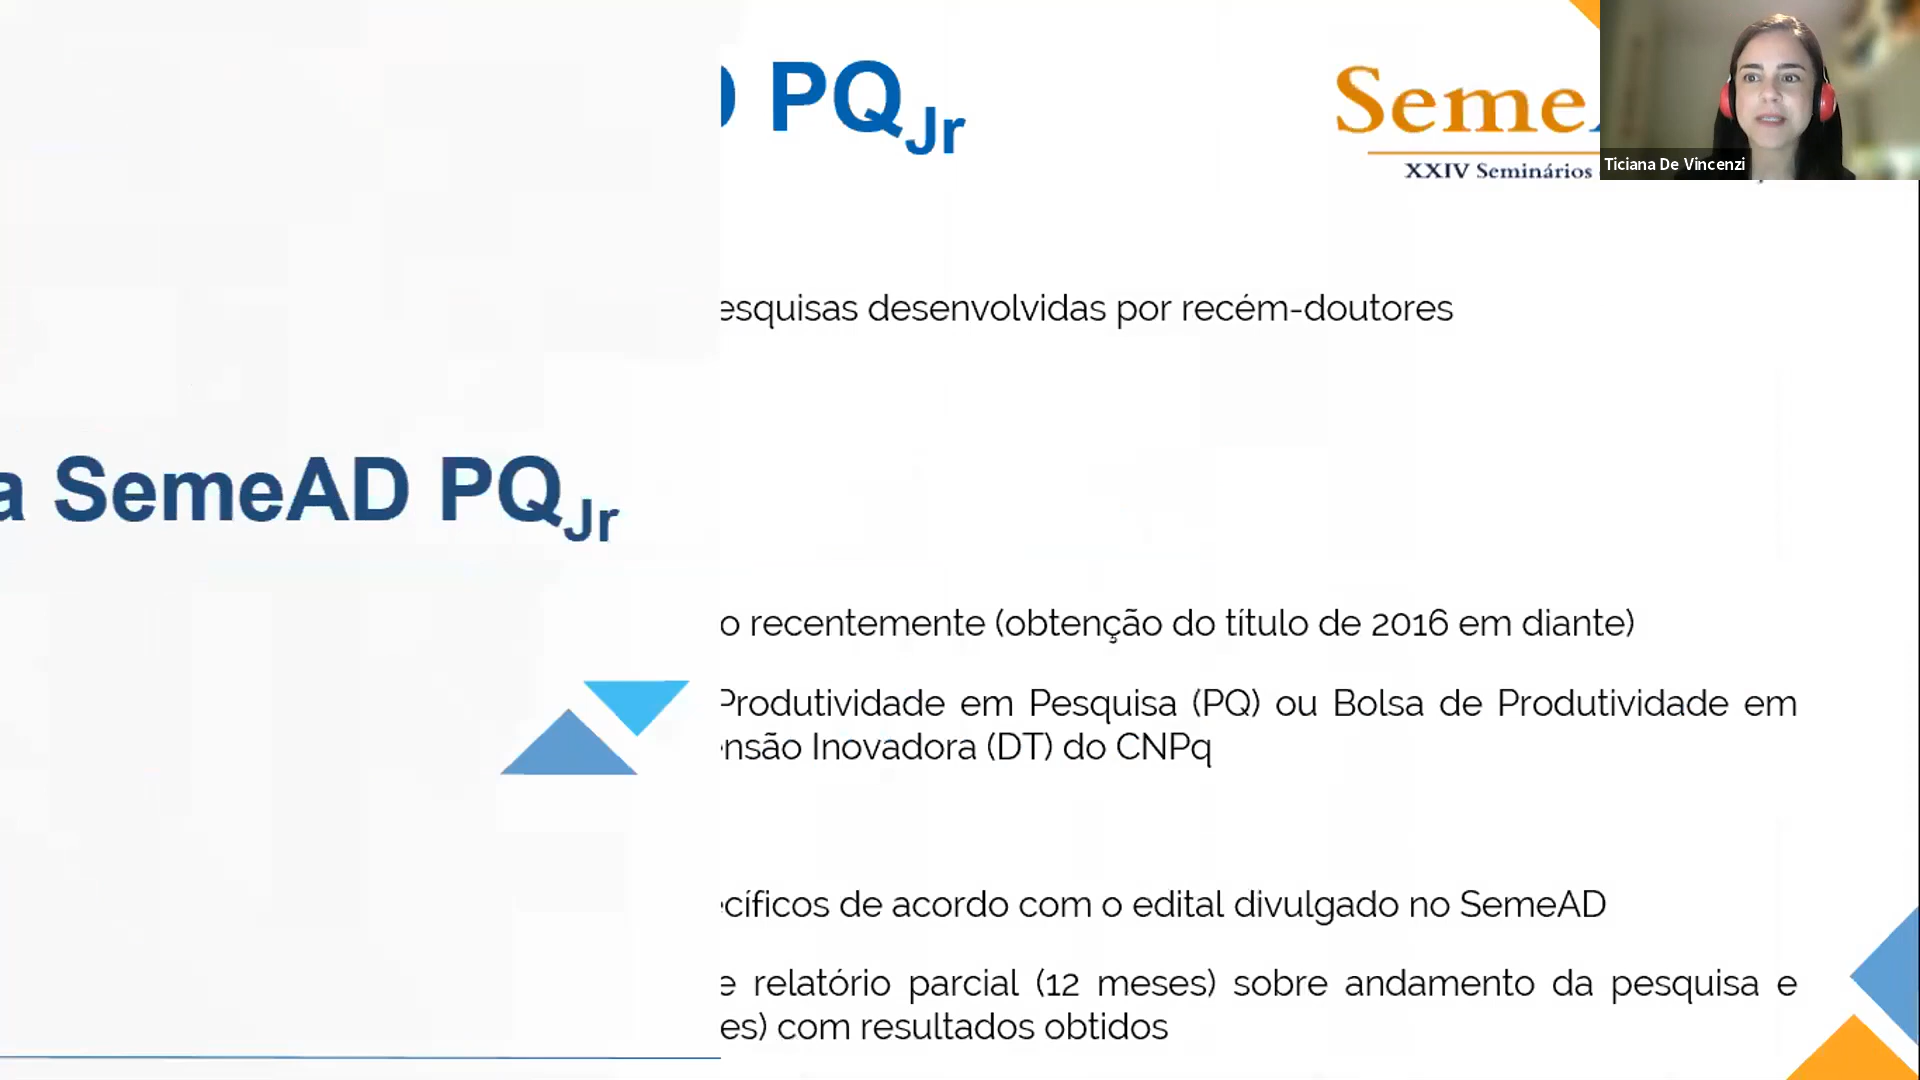 D PQJr
Seme
XXIV Seminários
Ticiana De Vincenzi
esquisas desenvolvidas por recém-doutores
a SemeAD PQJr
o recentemente (obtenção do título de 2016 em diante)
Produtividade em Pesquisa (PQ) ou Bolsa de Produtividade em
ensão Inovadora (DT) do CNPq
cíficos de acordo com o edital divulgado no SemeAD
e relatório parcial (12 meses) sobre andamento da pesquisa e
es) com resultados obtidos